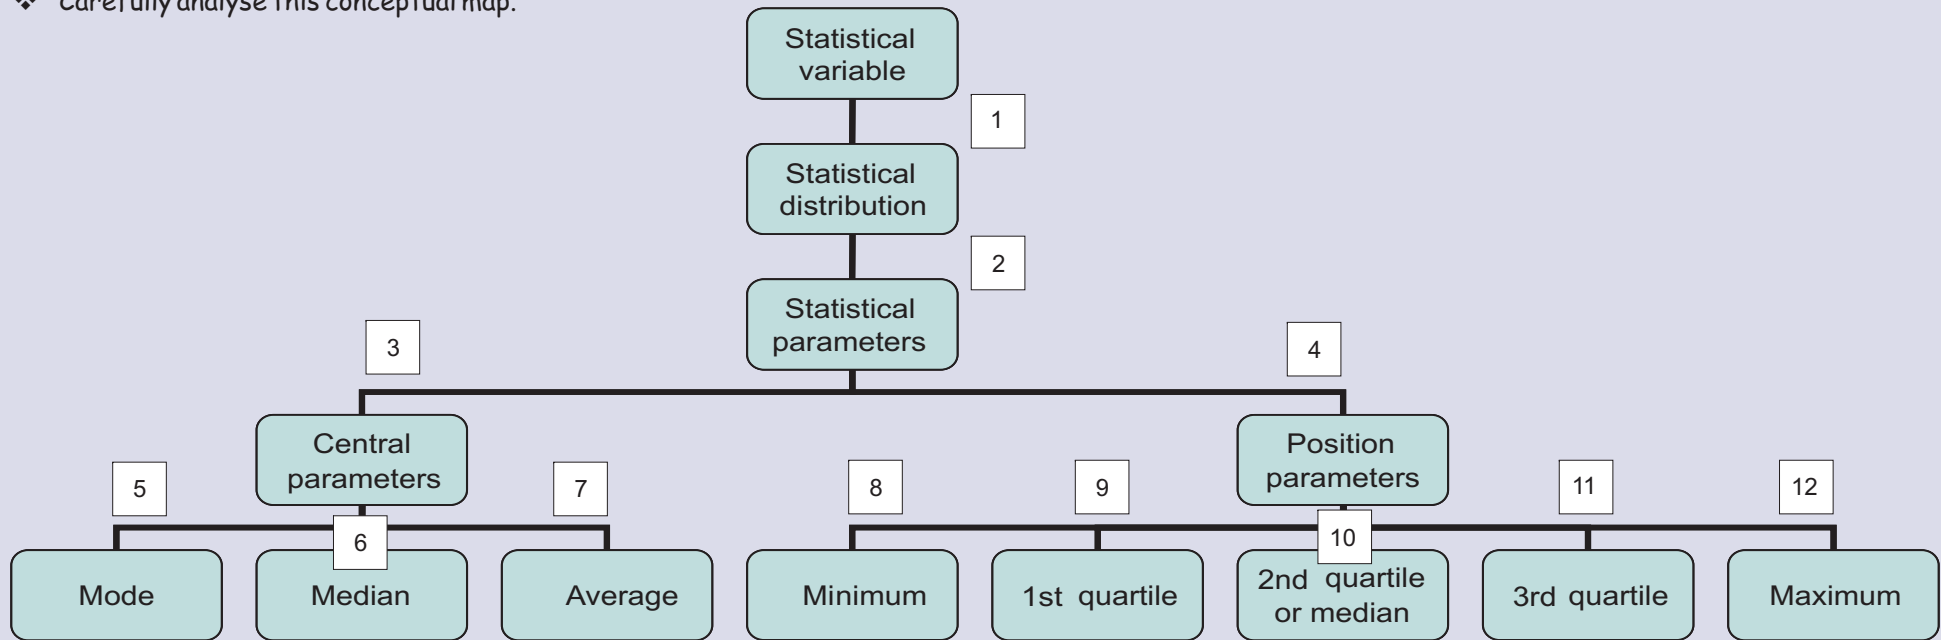 ❖ Carefully analyse this conceptual map.
Statistical
variable
1
Statistical
distribution
2
Statistical
parameters
3
4
Central
parameters
Position
parameters
5
6
7
8
9
10
11
12
Mode
Median
Average
Minimum
1st quartile
2nd quartile
or median
3rd quartile
Maximum